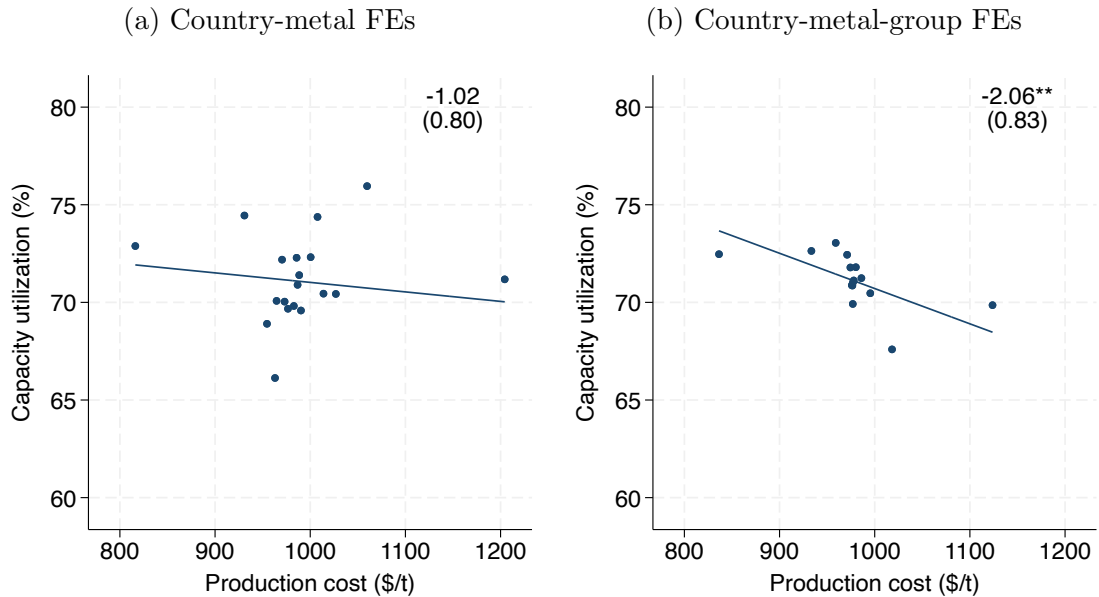 (a) Country-metal FEs
80
75
70
65
60
Capacity utilization (%)
-1.02
(0.80)
800 900 1000 1100 1200
Production cost ($/t)
(b) Country-metal-group FEs
80
75
70
65
60
Capacity utilization (%)
-2.06**
(0.83)
800 900 1000 1100 1200
Production cost ($/t)